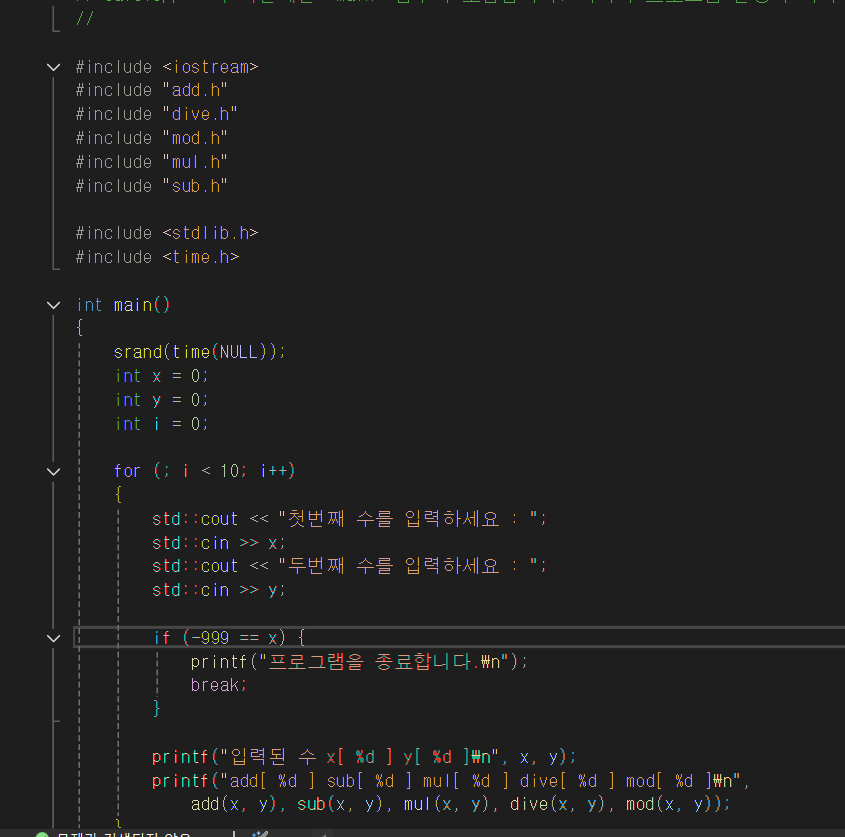 //
#include <iostream>
#include "add.h"
#include "dive.h"
#include "mod.h"
#include "mul.h"
#include "sub.h"
#include <stdlib.h>
#include <time.h>
int main()
{
srand(time(NULL));
int x = 0;
int y = 0;
int i = 0;
for (; i < 10; i++)
{
std::cout << "첫번째 수를 입력하세요 : ";
std::cin >> x;
std::cout << "두번째 수를 입력하세요 : ";
std::cin >> y;
if (-999 == x) {
printf("프로그램을 종료합니다.₩n");
break;
}
printf("입력된 수 x[ %d ] y[ %d ]₩n", x, y);
printf("add[ %d ] sub[ %d ] mul[ %d ] dive[ %d ] mod[ %d ]₩n",
add(x, y), sub(x, y), mul(x, y), dive(x, y), mod(x, y));
}